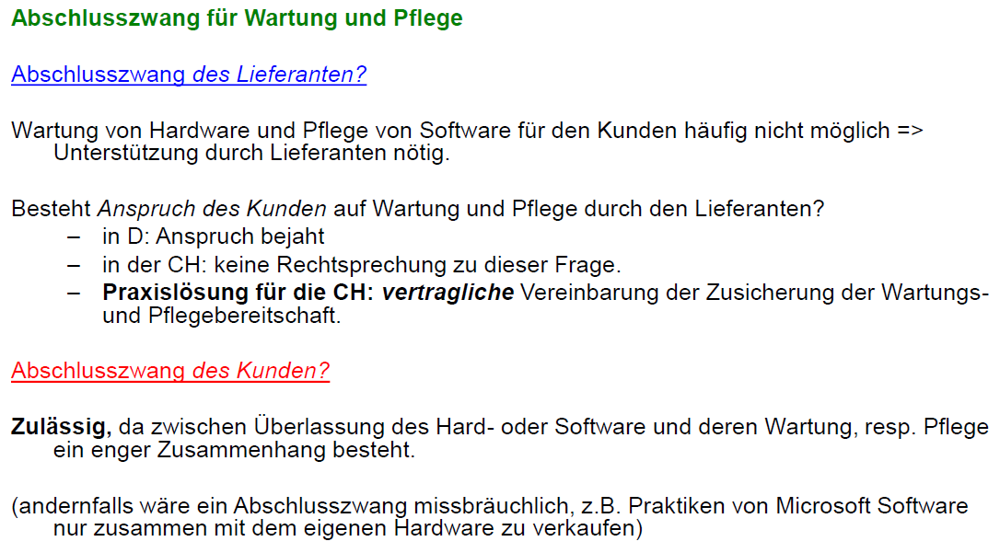 Abschlusszwang für Wartung und Pflege
Abschlusszwang des Lieferanten?
Wartung von Hardware und Pflege von Software für den Kunden häufig nicht möglich =>
Unterstützung durch Lieferanten nötig.
Besteht Anspruch des Kunden auf Wartung und Pflege durch den Lieferanten?
– in D: Anspruch bejaht
– in der CH: keine Rechtsprechung zu dieser Frage.
– Praxislösung für die CH: vertragliche Vereinbarung der Zusicherung der Wartungs-
und Pflegebereitschaft.
Abschlusszwang des Kunden?
Zulässig, da zwischen Überlassung des Hard- oder Software und deren Wartung, resp. Pflege
ein enger Zusammenhang besteht.
(andernfalls wäre ein Abschlusszwang missbräuchlich, z.B. Praktiken von Microsoft Software
nur zusammen mit dem eigenen Hardware zu verkaufen)